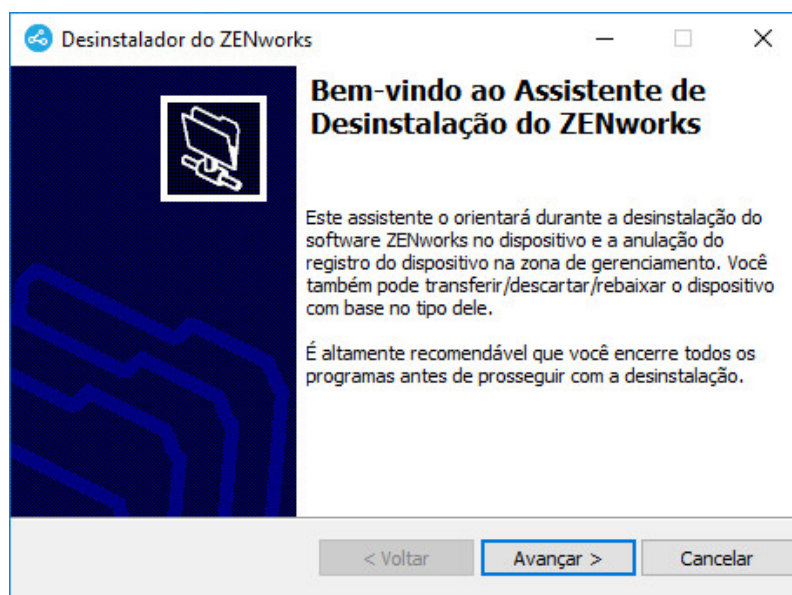 Desinstalador do ZENworks
Bem-vindo ao Assistente de
Desinstalação do ZENworks
Este assistente o orientará durante a desinstalação do
software ZENworks no dispositivo e a anulação do
registro do dispositivo na zona de gerenciamento. Você
também pode transferir/descartar/rebaixar o dispositivo
com base no tipo dele.
É altamente recomendável que você encerre todos os
programas antes de prosseguir com a desinstalação.
< Voltar
Avançar >
Cancelar